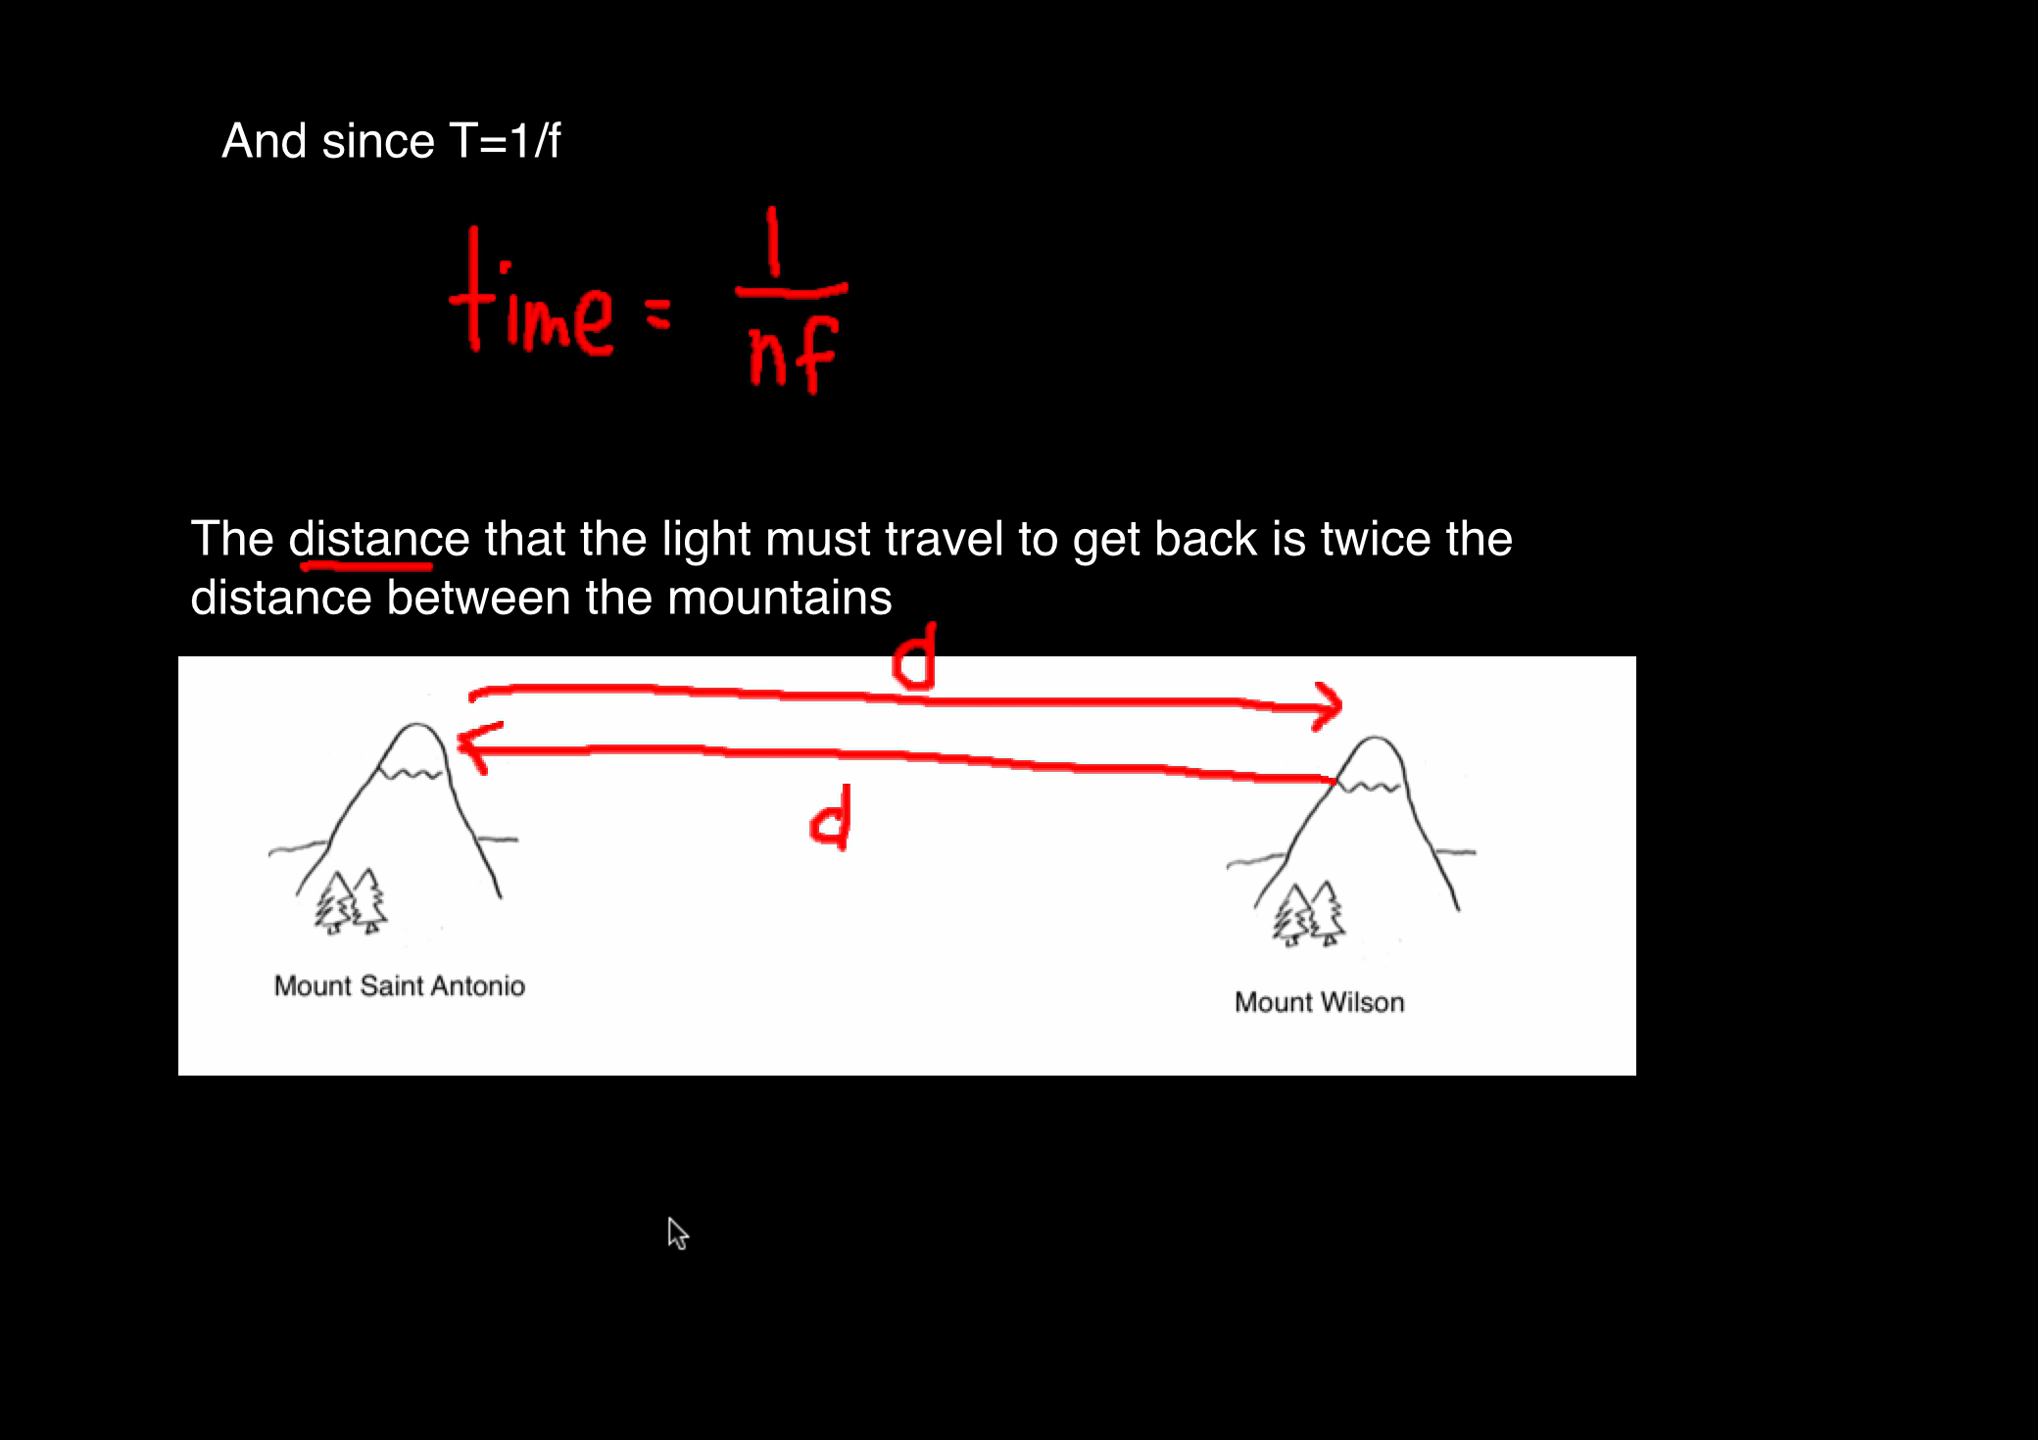 And since T=1/f
time = 1/nf
The distance that the light must travel to get back is twice the
distance between the mountains
d
d
Mount Saint Antonio
Mount Wilson